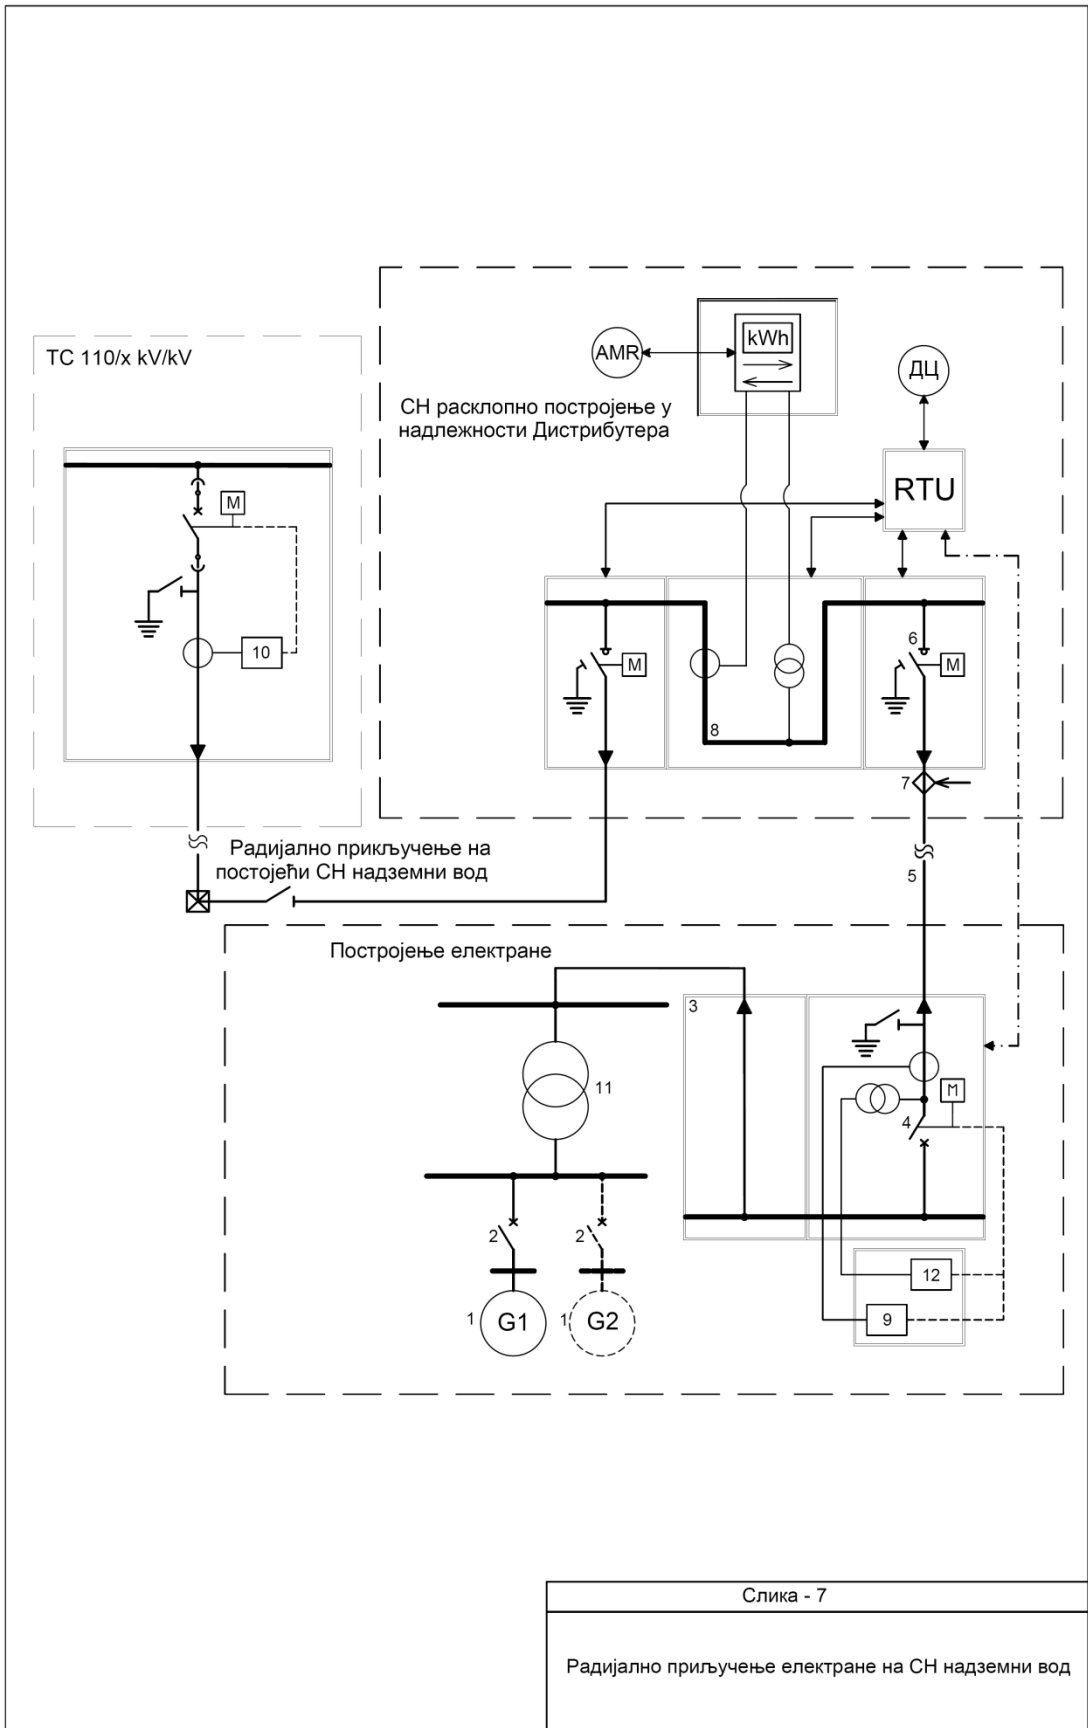 ТС 110/x kV/kV
kWh
AMR
ДЦ
СН расклопно постројење у
надлежности Дистрибутера
RTU
M
10
6
M
M
8
7
Радијално прикључење на
постојећи СН надземни вод
5
Постројење електране
3
11
M
4
2
2
12
1
G1
1
G2
9
Слика - 7
Радијално приључење електране на СН надземни вод